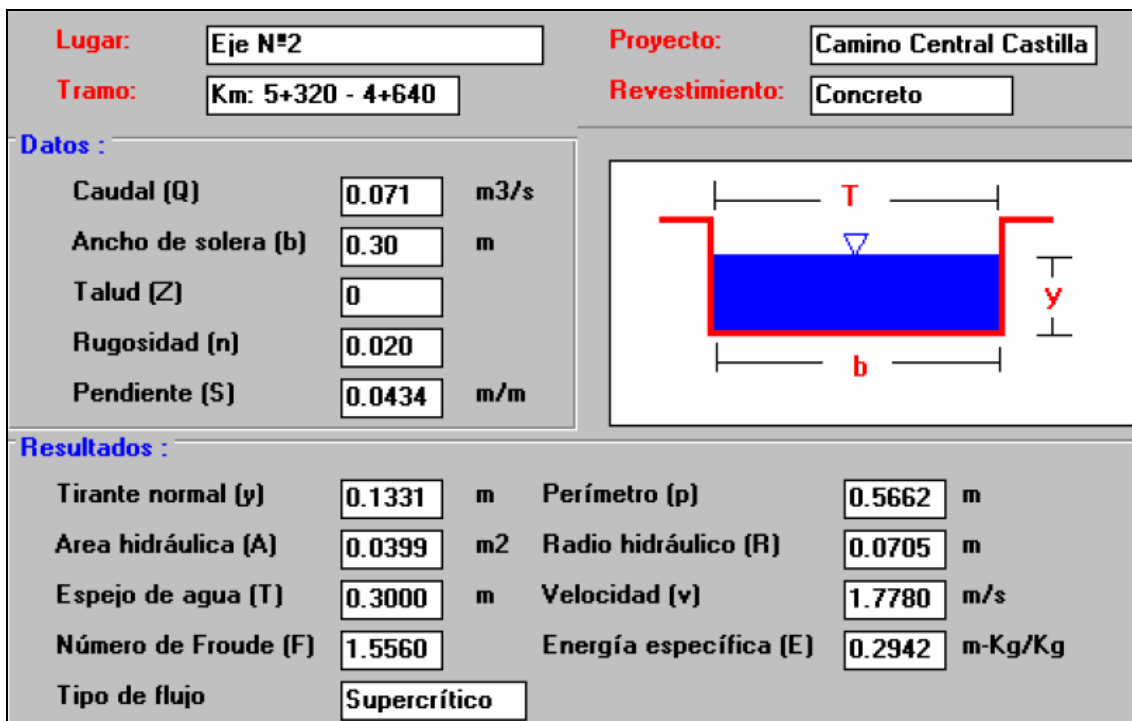 Lugar: Eje Nº2 Proyecto: Camino Central Castilla
Tramo: Km: 5+320 - 4+640 Revestimiento: Concreto
Datos :
Caudal (Q) 0.071 m3/s
Ancho de solera (b) 0.30 m
Talud (Z) 0
Rugosidad (n) 0.020
Pendiente (S) 0.0434 m/m
T
y
b
Resultados :
Tirante normal (y) 0.1331 m Perímetro (p) 0.5662 m
Area hidráulica (A) 0.0399 m2 Radio hidráulico (R) 0.0705 m
Espejo de agua (T) 0.3000 m Velocidad (v) 1.7780 m/s
Número de Froude (F) 1.5560 Energía específica (E) 0.2942 m-Kg/Kg
Tipo de flujo Supercrítico